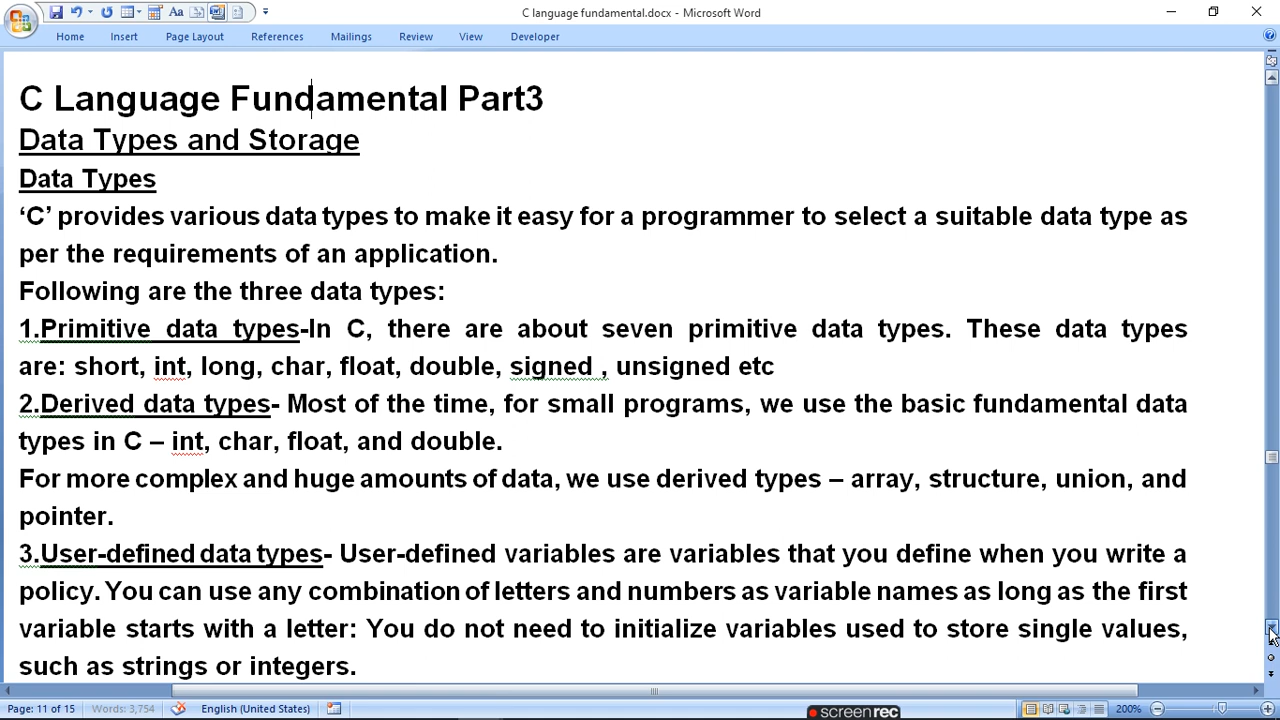 C language fundamental.docx - Microsoft Word
Home Insert Page Layout References Mailings Review View Developer
C Language Fundamental Part3
Data Types and Storage
Data Types
‘C’ provides various data types to make it easy for a programmer to select a suitable data type as
per the requirements of an application.
Following are the three data types:
1.Primitive data types-In C, there are about seven primitive data types. These data types
are: short, int, long, char, float, double, signed , unsigned etc
2.Derived data types- Most of the time, for small programs, we use the basic fundamental data
types in C – int, char, float, and double.
For more complex and huge amounts of data, we use derived types – array, structure, union, and
pointer.
3.User-defined data types- User-defined variables are variables that you define when you write a
policy. You can use any combination of letters and numbers as variable names as long as the first
variable starts with a letter: You do not need to initialize variables used to store single values,
such as strings or integers.
Page: 11 of 15 Words: 3,754 English (United States) 200%
screenrec